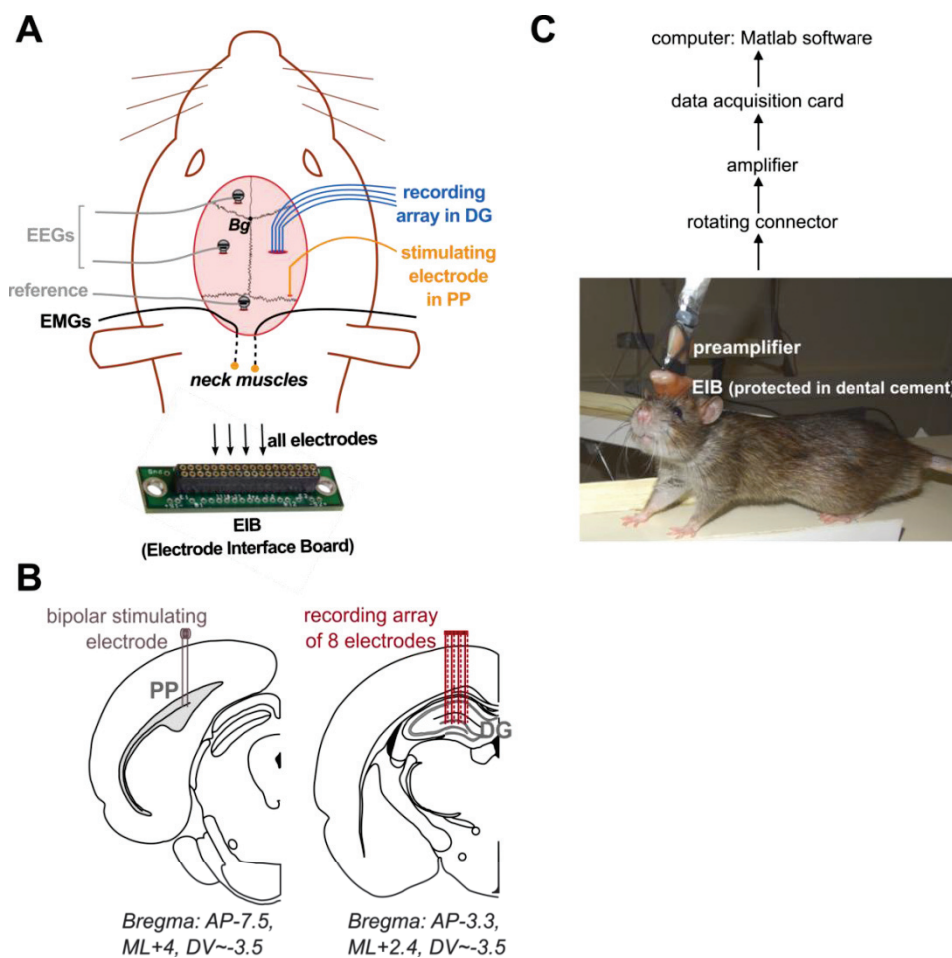 A
EEGs
reference
EMGs
Bg
recording
array in DG
stimulating
electrode
in PP
neck muscles
all electrodes
EIB
(Electrode Interface Board)
B
bipolar stimulating
electrode
PP
Bregma: AP-7.5,
ML+4, DV~-3.5
recording array
of 8 electrodes
DG
Bregma: AP-3.3,
ML+2.4, DV~-3.5
C
computer: Matlab software
data acquisition card
amplifier
rotating connector
preamplifier
EIB (protected in dental cement)